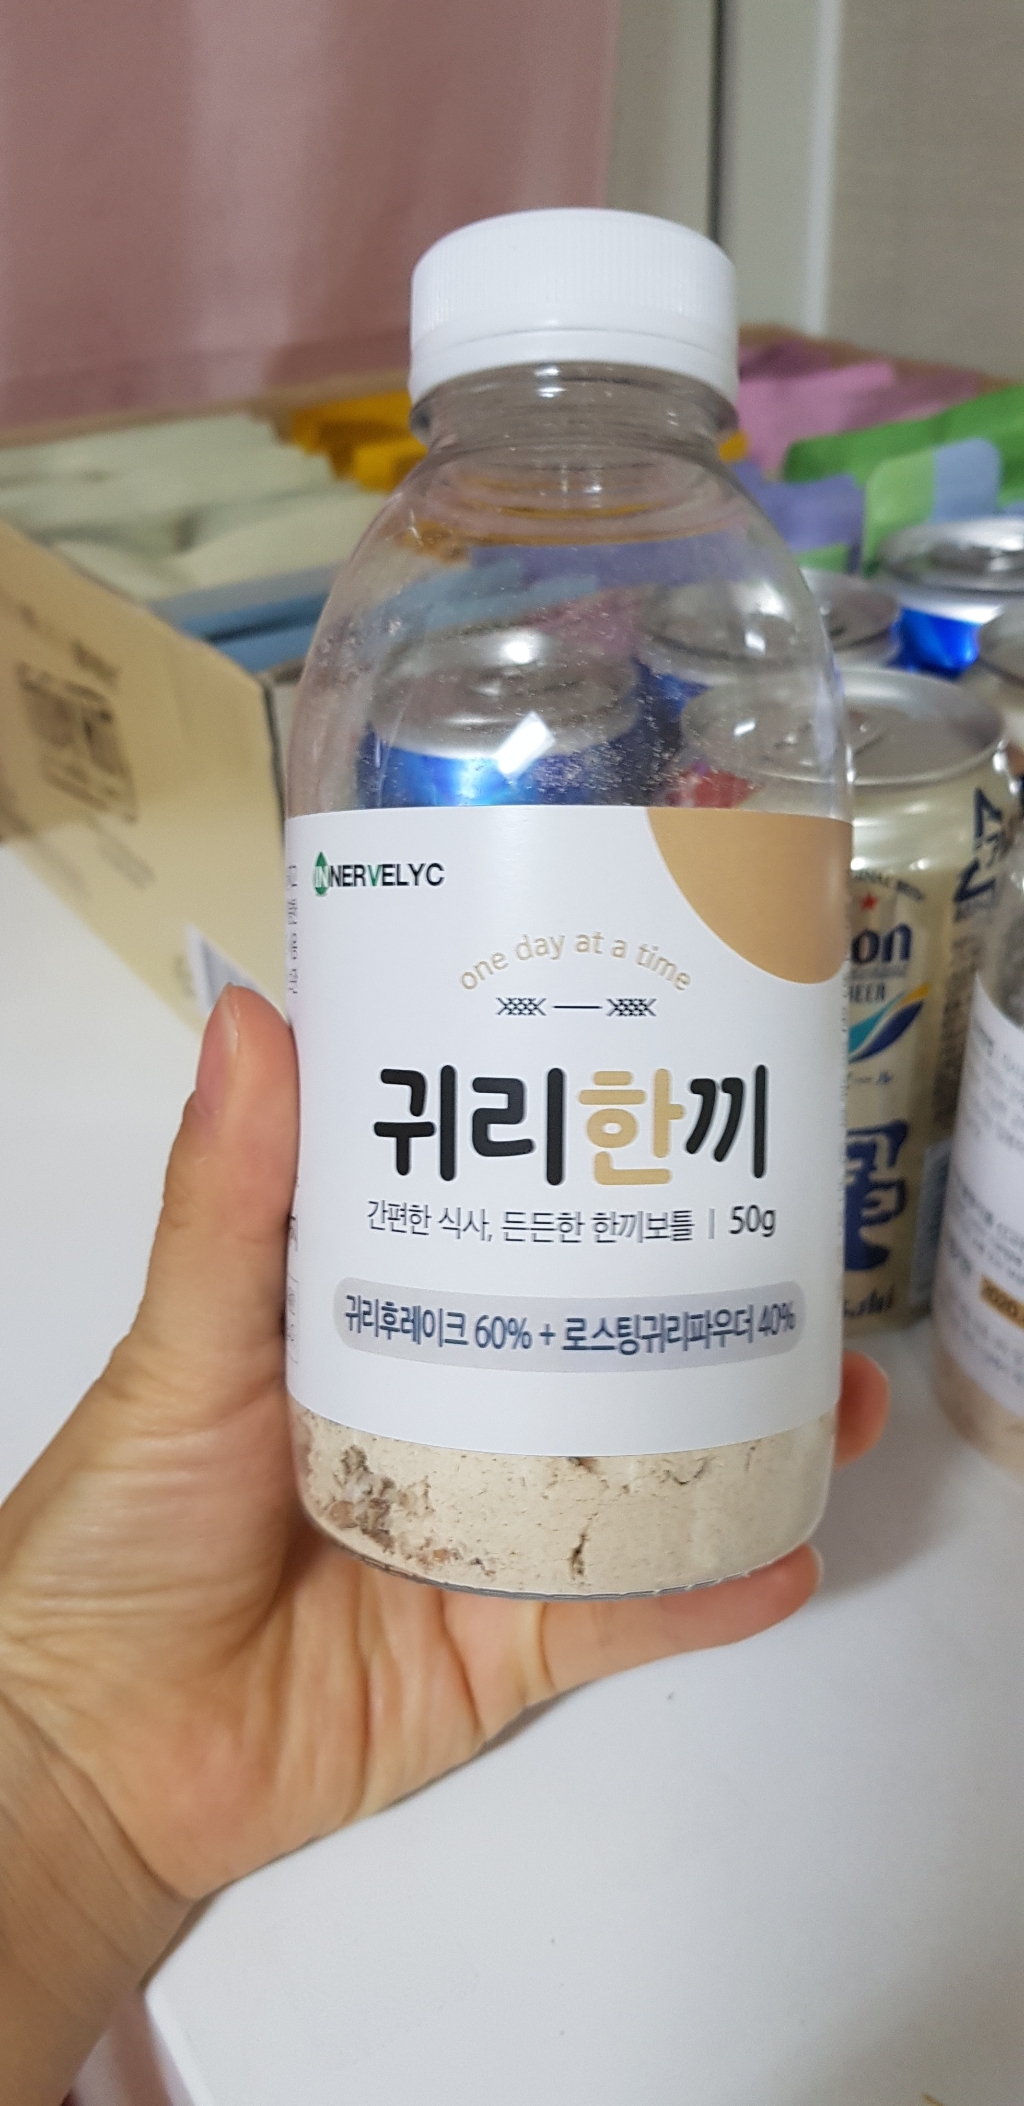 INNERVELYC
one day at a time
귀리한끼
간편한 식사, 든든한 한끼보틀 | 50g
귀리후레이크 60% + 로스팅귀리파우더 40%